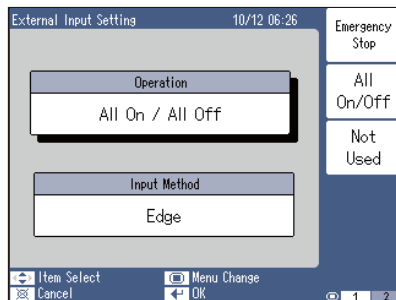 External Input Setting 10/12 06:26
Operation
All On / All Off
Input Method
Edge
Emergency
Stop
All
On/Off
Not
Used
Item Select Menu Change
Cancel OK
1 2